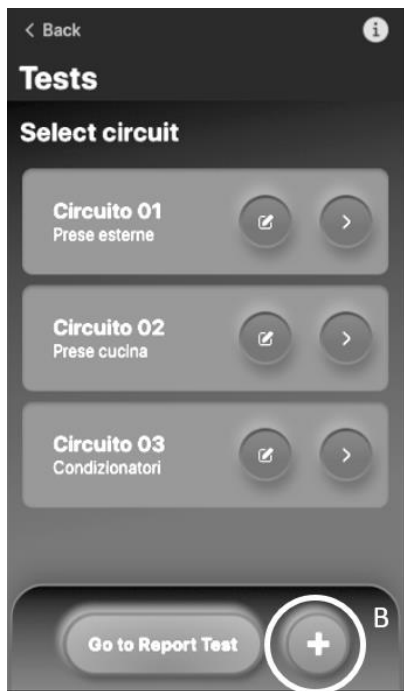 < Back
Tests
Select circuit
Circuito 01
Prese esterne
Circuito 02
Prese cucina
Circuito 03
Condizionatori
Go to Report Test
B